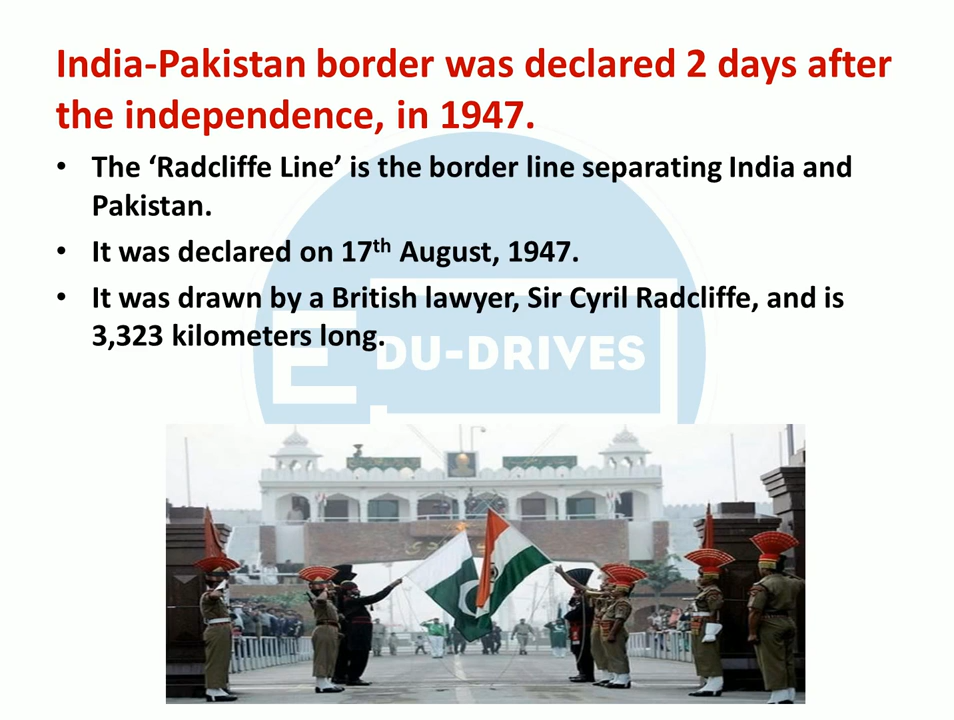 India-Pakistan border was declared 2 days after
the independence, in 1947.
• The ‘Radcliffe Line’ is the border line separating India and
Pakistan.
• It was declared on 17th August, 1947.
• It was drawn by a British lawyer, Sir Cyril Radcliffe, and is
3,323 kilometers long.
EDU-DRIVES